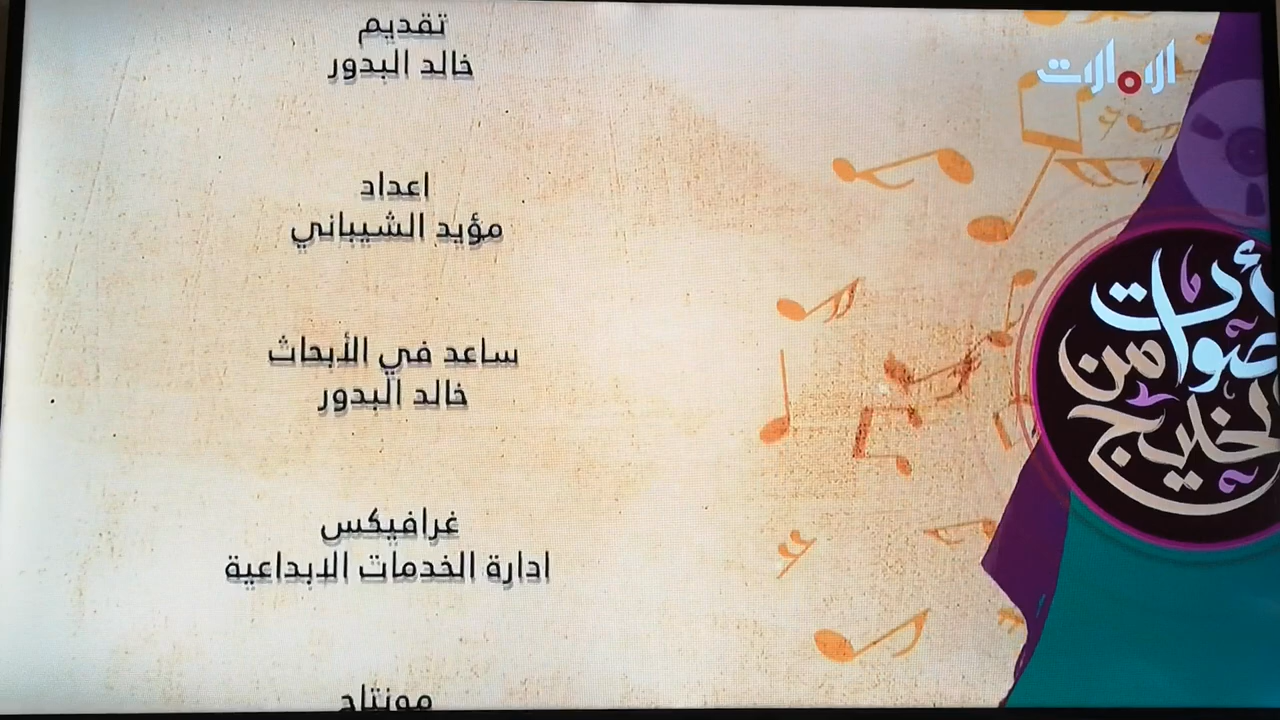 تقديم
خالد البدور
الامارات
اعداد
مؤيد الشيباني
أصوات
من
الخليج
ساعد في الأبحاث
خالد البدور
غرافيكس
ادارة الخدمات الابداعية
مونتاج